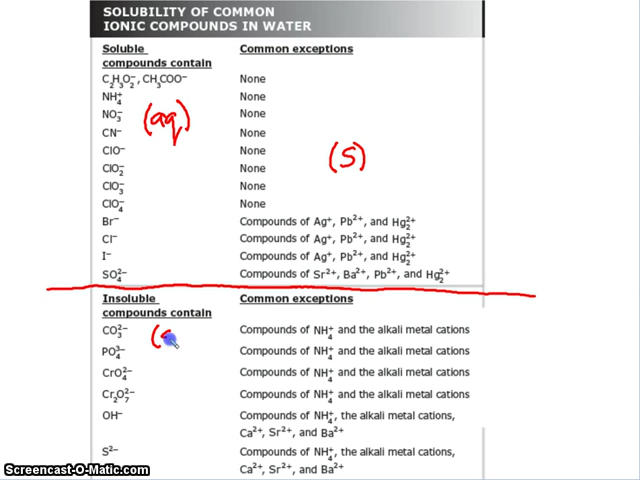 SOLUBILITY OF COMMON
IONIC COMPOUNDS IN WATER
Soluble Common exceptions
compounds contain
C₂H₃O₂⁻, CH₃COO⁻ None
NH₄⁺ None
NO₃⁻ None
(aq)
CN⁻ None
ClO⁻ None
(S)
ClO₂⁻ None
ClO₃⁻ None
ClO₄⁻ None
Br⁻ Compounds of Ag⁺, Pb²⁺, and Hg₂²⁺
Cl⁻ Compounds of Ag⁺, Pb²⁺, and Hg₂²⁺
I⁻ Compounds of Ag⁺, Pb²⁺, and Hg₂²⁺
SO₄²⁻ Compounds of Sr²⁺, Ba²⁺, Pb²⁺, and Hg₂²⁺
Insoluble Common exceptions
compounds contain
CO₃²⁻ Compounds of NH₄⁺ and the alkali metal cations
PO₄³⁻ Compounds of NH₄⁺ and the alkali metal cations
CrO₄²⁻ Compounds of NH₄⁺ and the alkali metal cations
Cr₂O₇²⁻ Compounds of NH₄⁺ and the alkali metal cations
OH⁻ Compounds of NH₄⁺, the alkali metal cations,
Ca²⁺, Sr²⁺, and Ba²⁺
S²⁻ Compounds of NH₄⁺, the alkali metal cations,
Ca²⁺, Sr²⁺, and Ba²⁺
Screencast-O-Matic.com